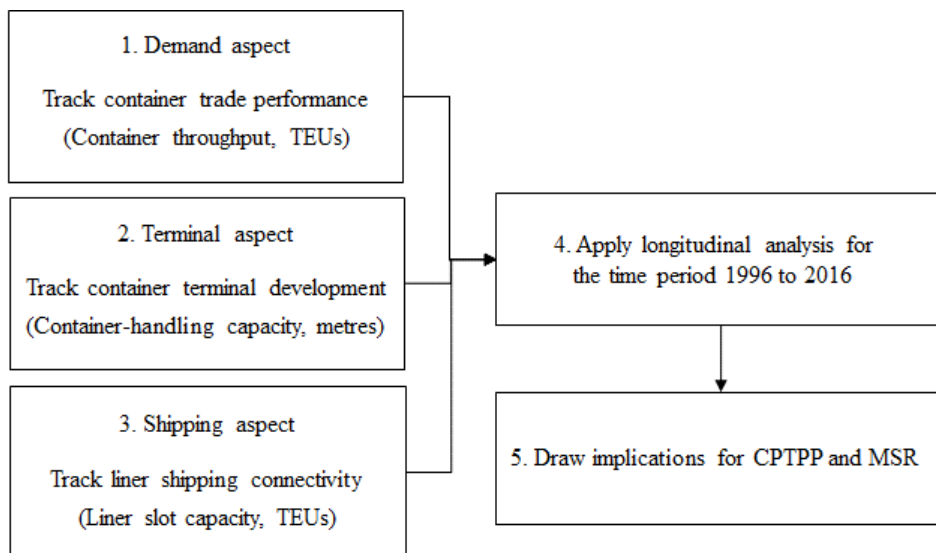 1. Demand aspect
Track container trade performance
(Container throughput, TEUs)
2. Terminal aspect
Track container terminal development
(Container-handling capacity, metres)
3. Shipping aspect
Track liner shipping connectivity
(Liner slot capacity, TEUs)
4. Apply longitudinal analysis for
the time period 1996 to 2016
5. Draw implications for CPTPP and MSR